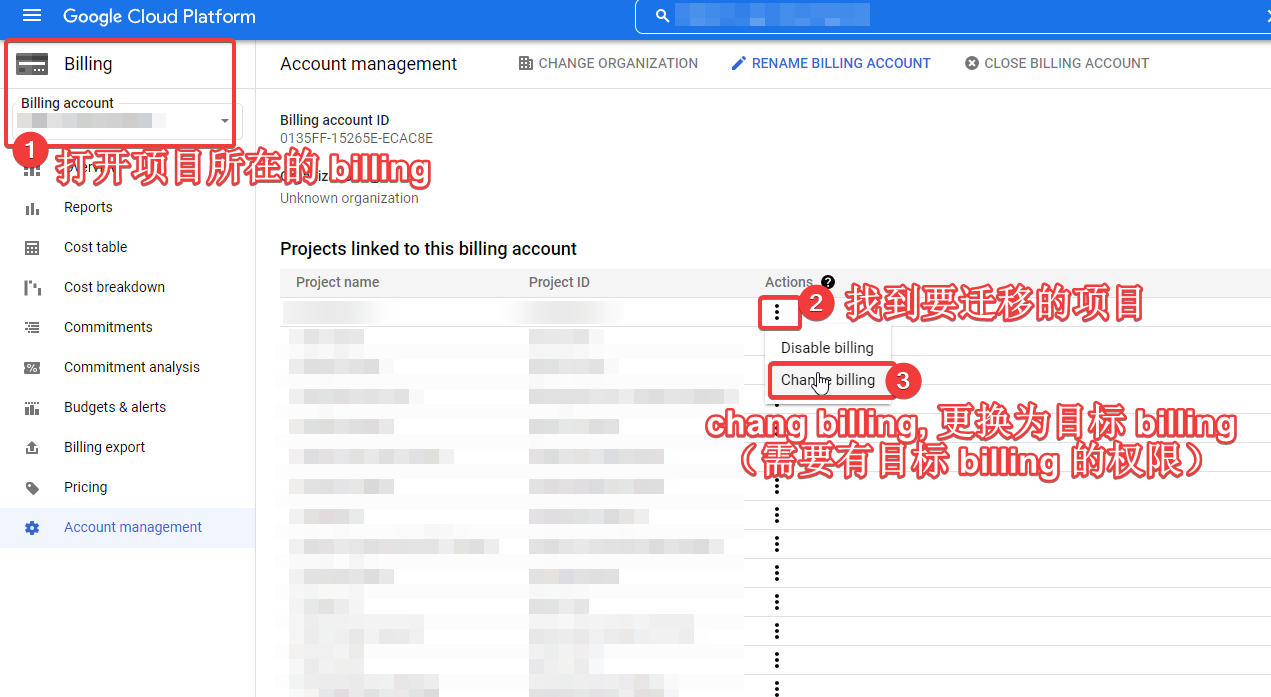 Google Cloud Platform
Billing
Billing account
1
打开项目所在的 billing
Reports
Cost table
Cost breakdown
Commitments
Commitment analysis
Budgets & alerts
Billing export
Pricing
Account management
Account management
CHANGE ORGANIZATION
RENAME BILLING ACCOUNT
CLOSE BILLING ACCOUNT
Billing account ID
0135FF-15265E-ECAC8E
Unknown organization
Projects linked to this billing account
Project name Project ID Actions ?
2 找到要迁移的项目
Disable billing
Change billing
3
chang billing, 更换为目标 billing
（需要有目标 billing 的权限）